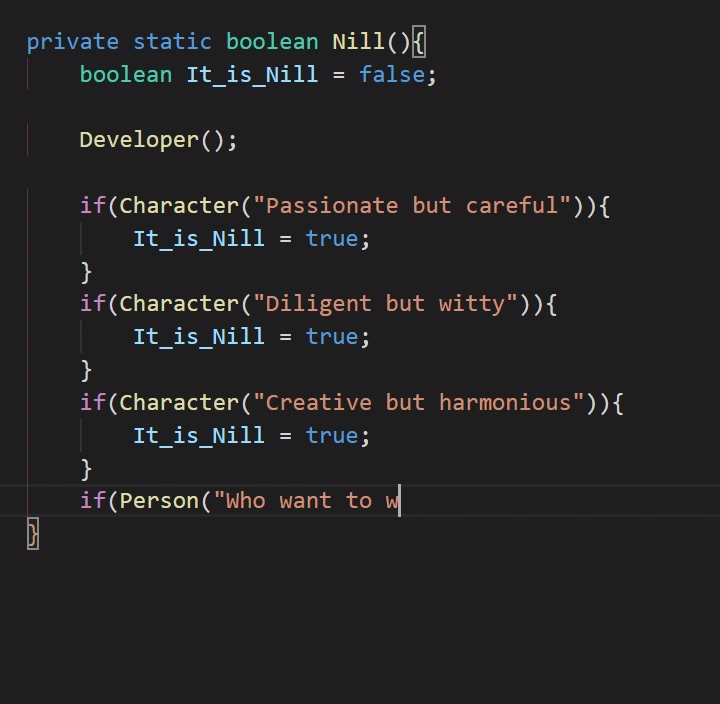 private static boolean Nill(){
    boolean It_is_Nill = false;

    Developer();

    if(Character("Passionate but careful")){
        It_is_Nill = true;
    }
    if(Character("Diligent but witty")){
        It_is_Nill = true;
    }
    if(Character("Creative but harmonious")){
        It_is_Nill = true;
    }
    if(Person("Who want to w
}